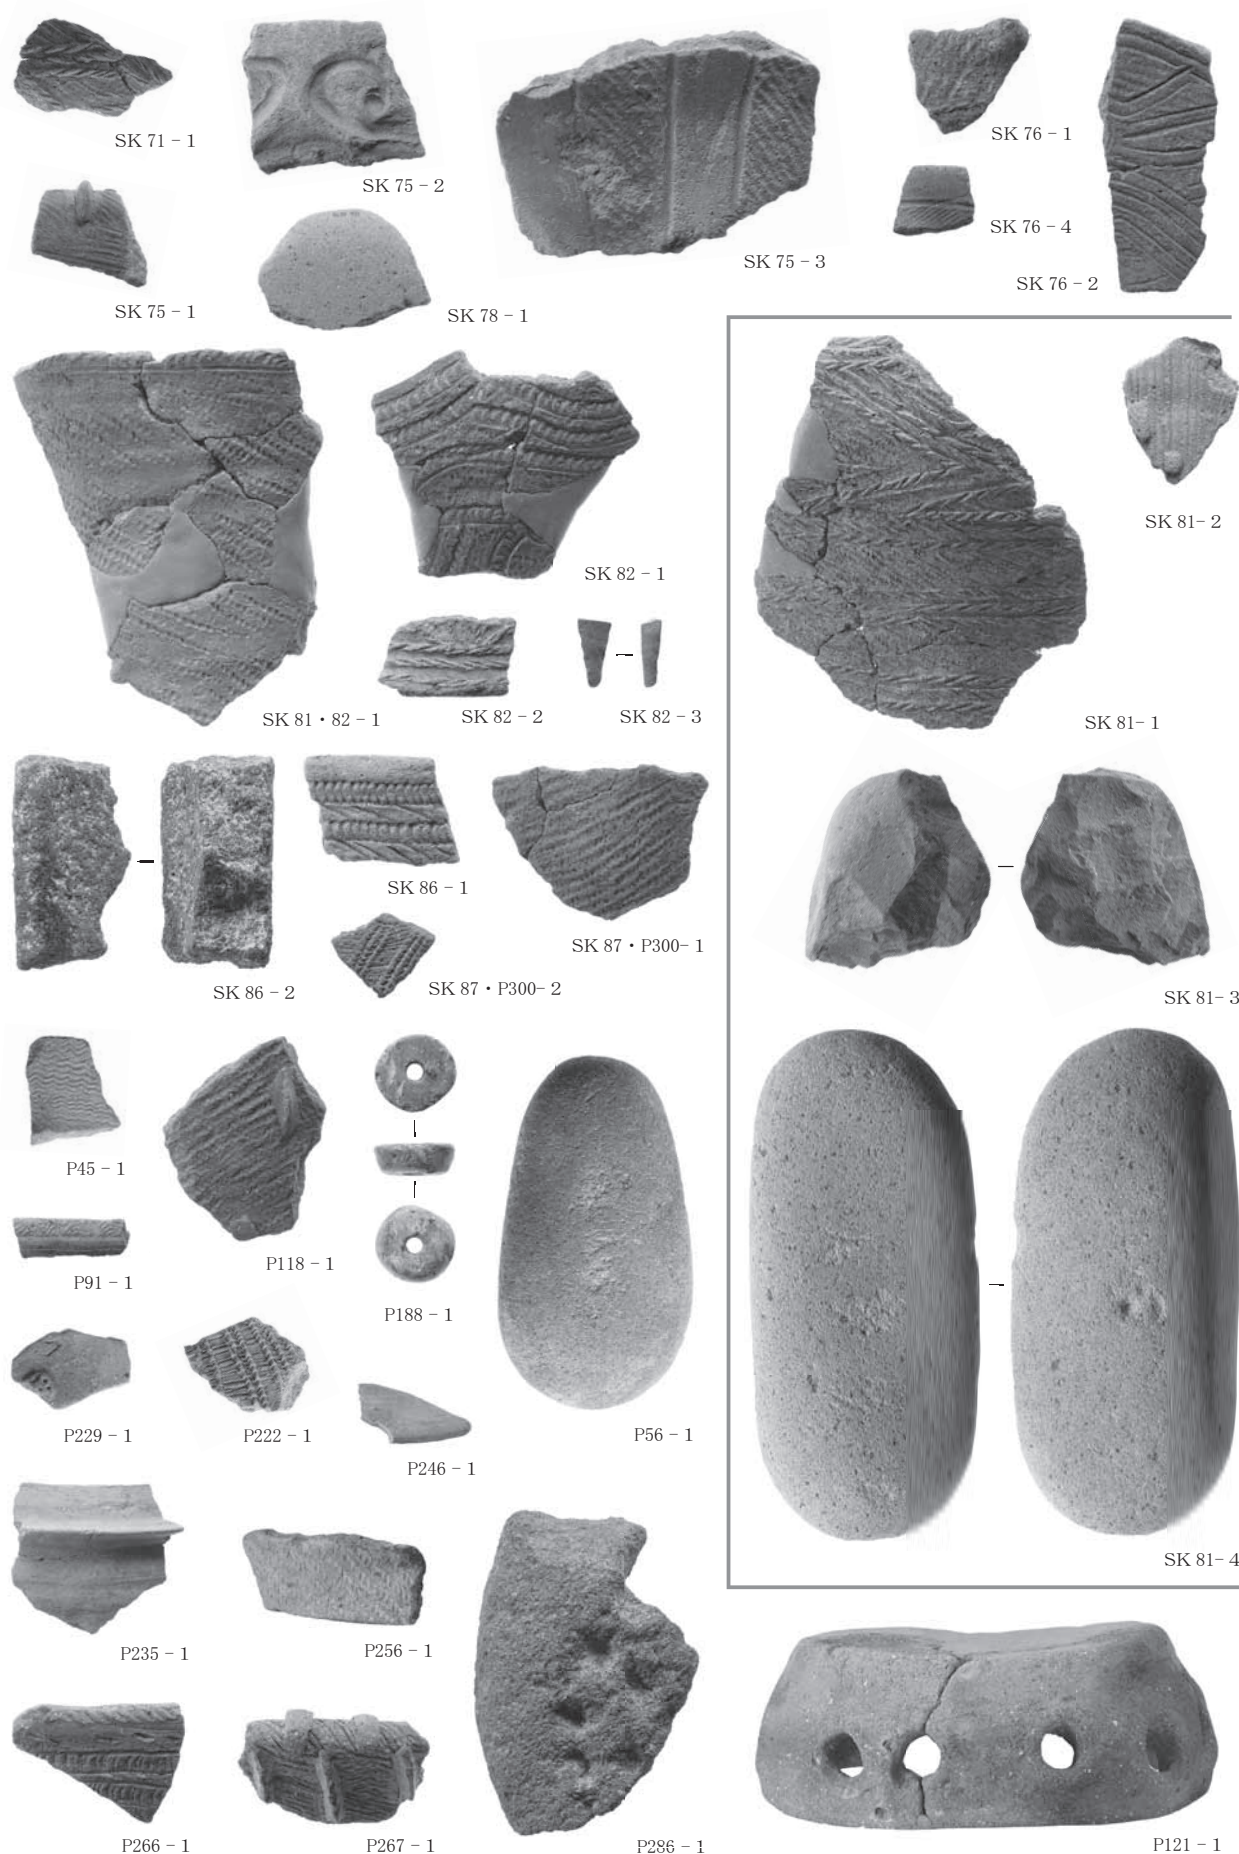 SK 71 − 1
SK 75 − 2
SK 75 − 3
SK 76 − 1
SK 76 − 4
SK 76 − 2
SK 75 − 1
SK 78 − 1
SK 81・82 − 1
SK 82 − 1
SK 82 − 2
SK 82 − 3
SK 81− 2
SK 81− 1
SK 86 − 2
SK 86 − 1
SK 87・P300− 1
SK 87・P300− 2
SK 81− 3
P45 − 1
P118 − 1
P91 − 1
P188 − 1
P229 − 1
P222 − 1
P246 − 1
P56 − 1
SK 81− 4
P235 − 1
P256 − 1
P266 − 1
P267 − 1
P286 − 1
P121 − 1